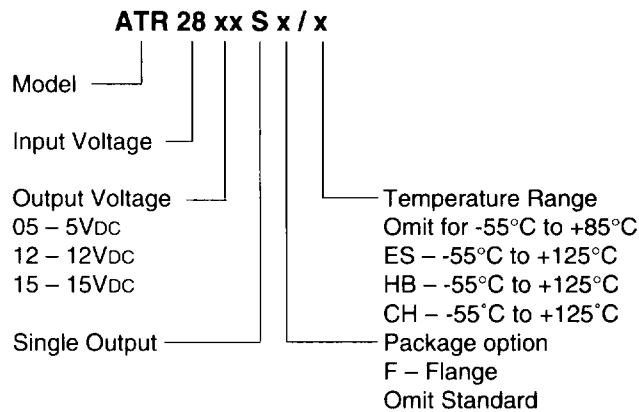 ATR 28 xx S x / x
Model
Input Voltage
Output Voltage
05 – 5VDC
12 – 12VDC
15 – 15VDC
Single Output
Temperature Range
Omit for -55°C to +85°C
ES – -55°C to +125°C
HB – -55°C to +125°C
CH – -55°C to +125°C
Package option
F – Flange
Omit Standard